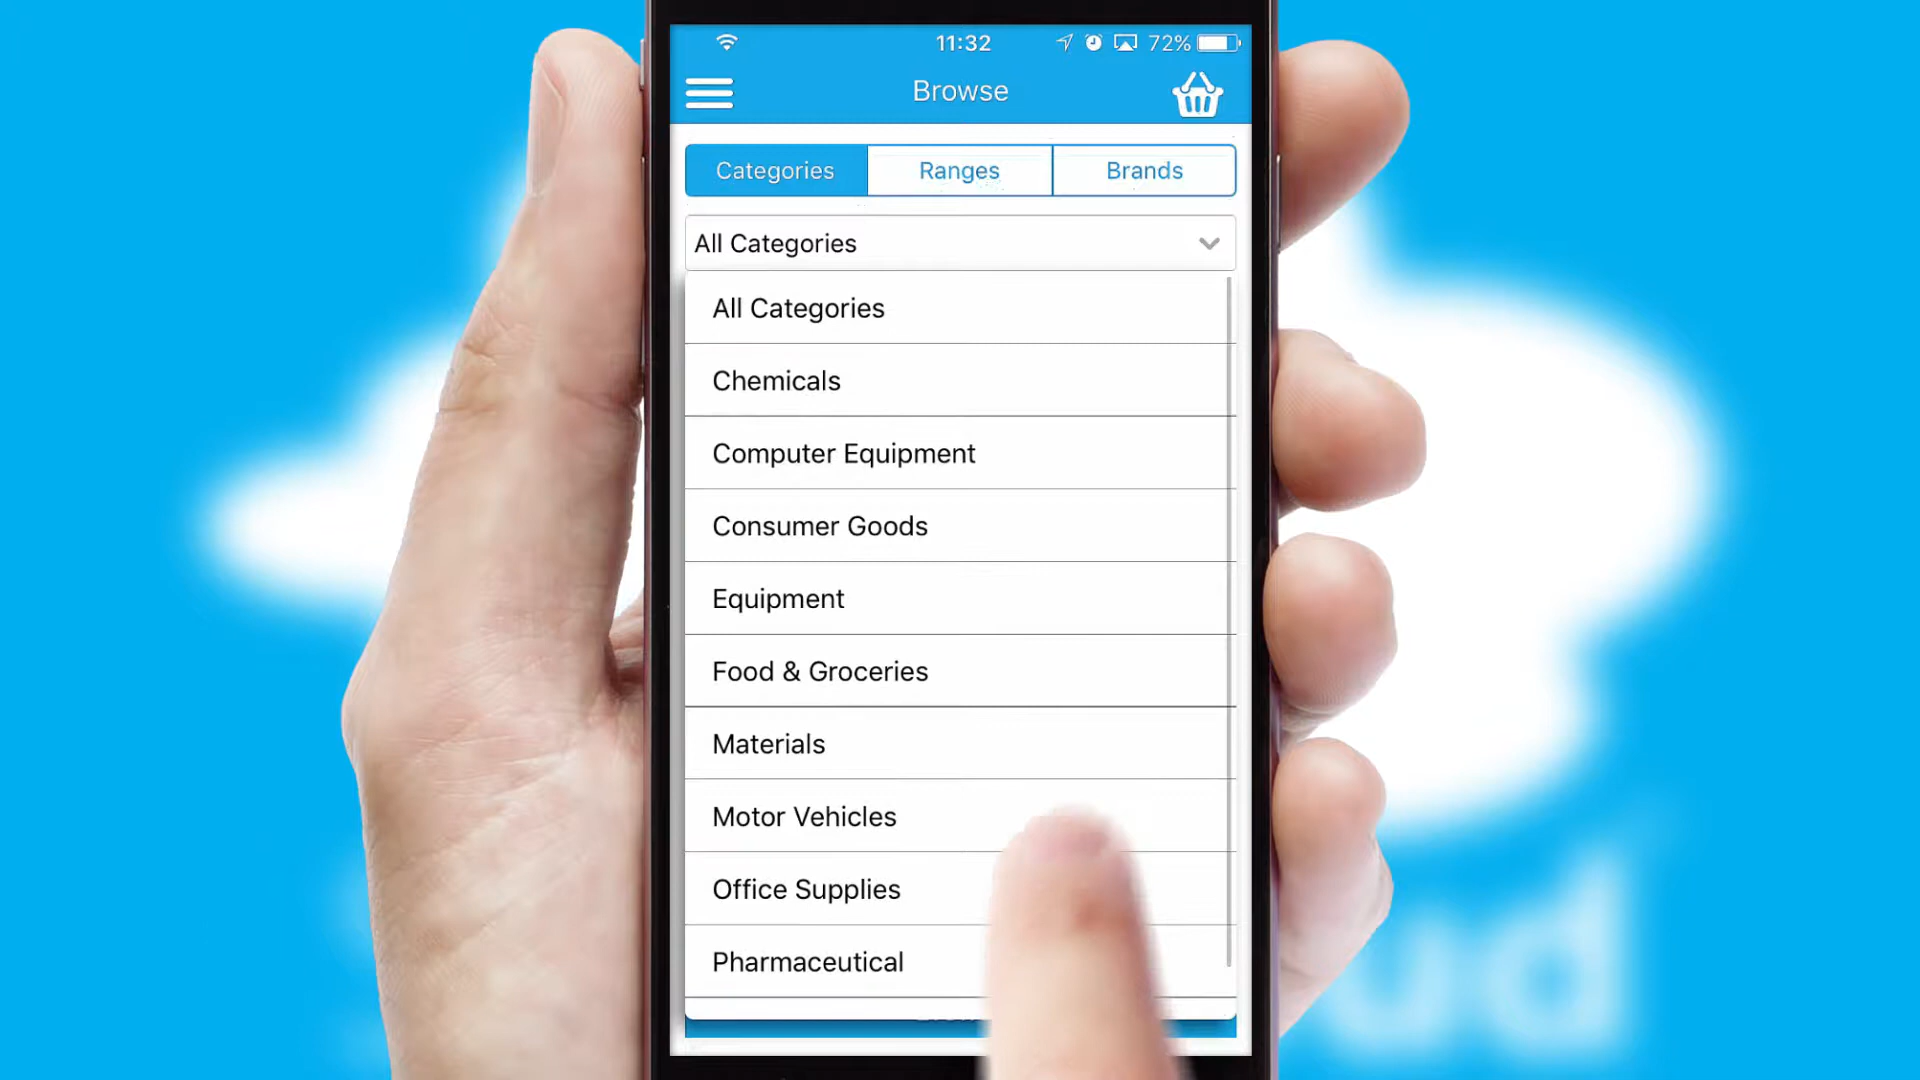 11:32
72%
Browse
Categories
Ranges
Brands
All Categories
All Categories
Chemicals
Computer Equipment
Consumer Goods
Equipment
Food & Groceries
Materials
Motor Vehicles
Office Supplies
Pharmaceutical